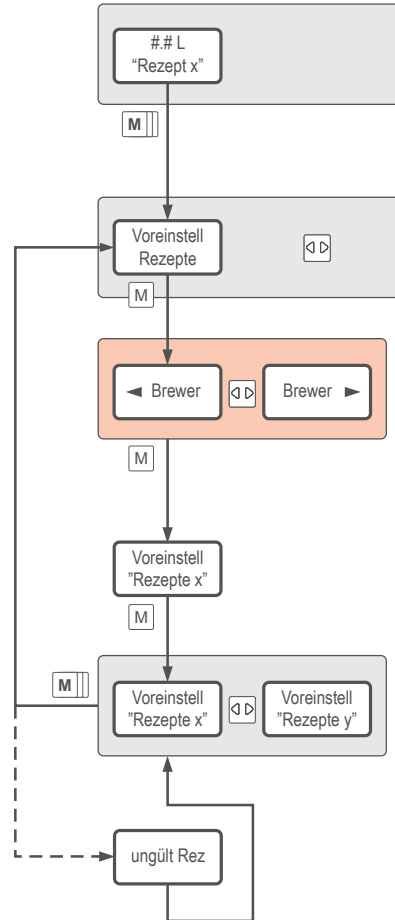 #.# L
“Rezept x”
M
Voreinstell
Rezepte
M
Brewer
Brewer
M
Voreinstell
”Rezepte x”
M
M
Voreinstell
”Rezepte x”
Voreinstell
”Rezepte y”
ungült Rez